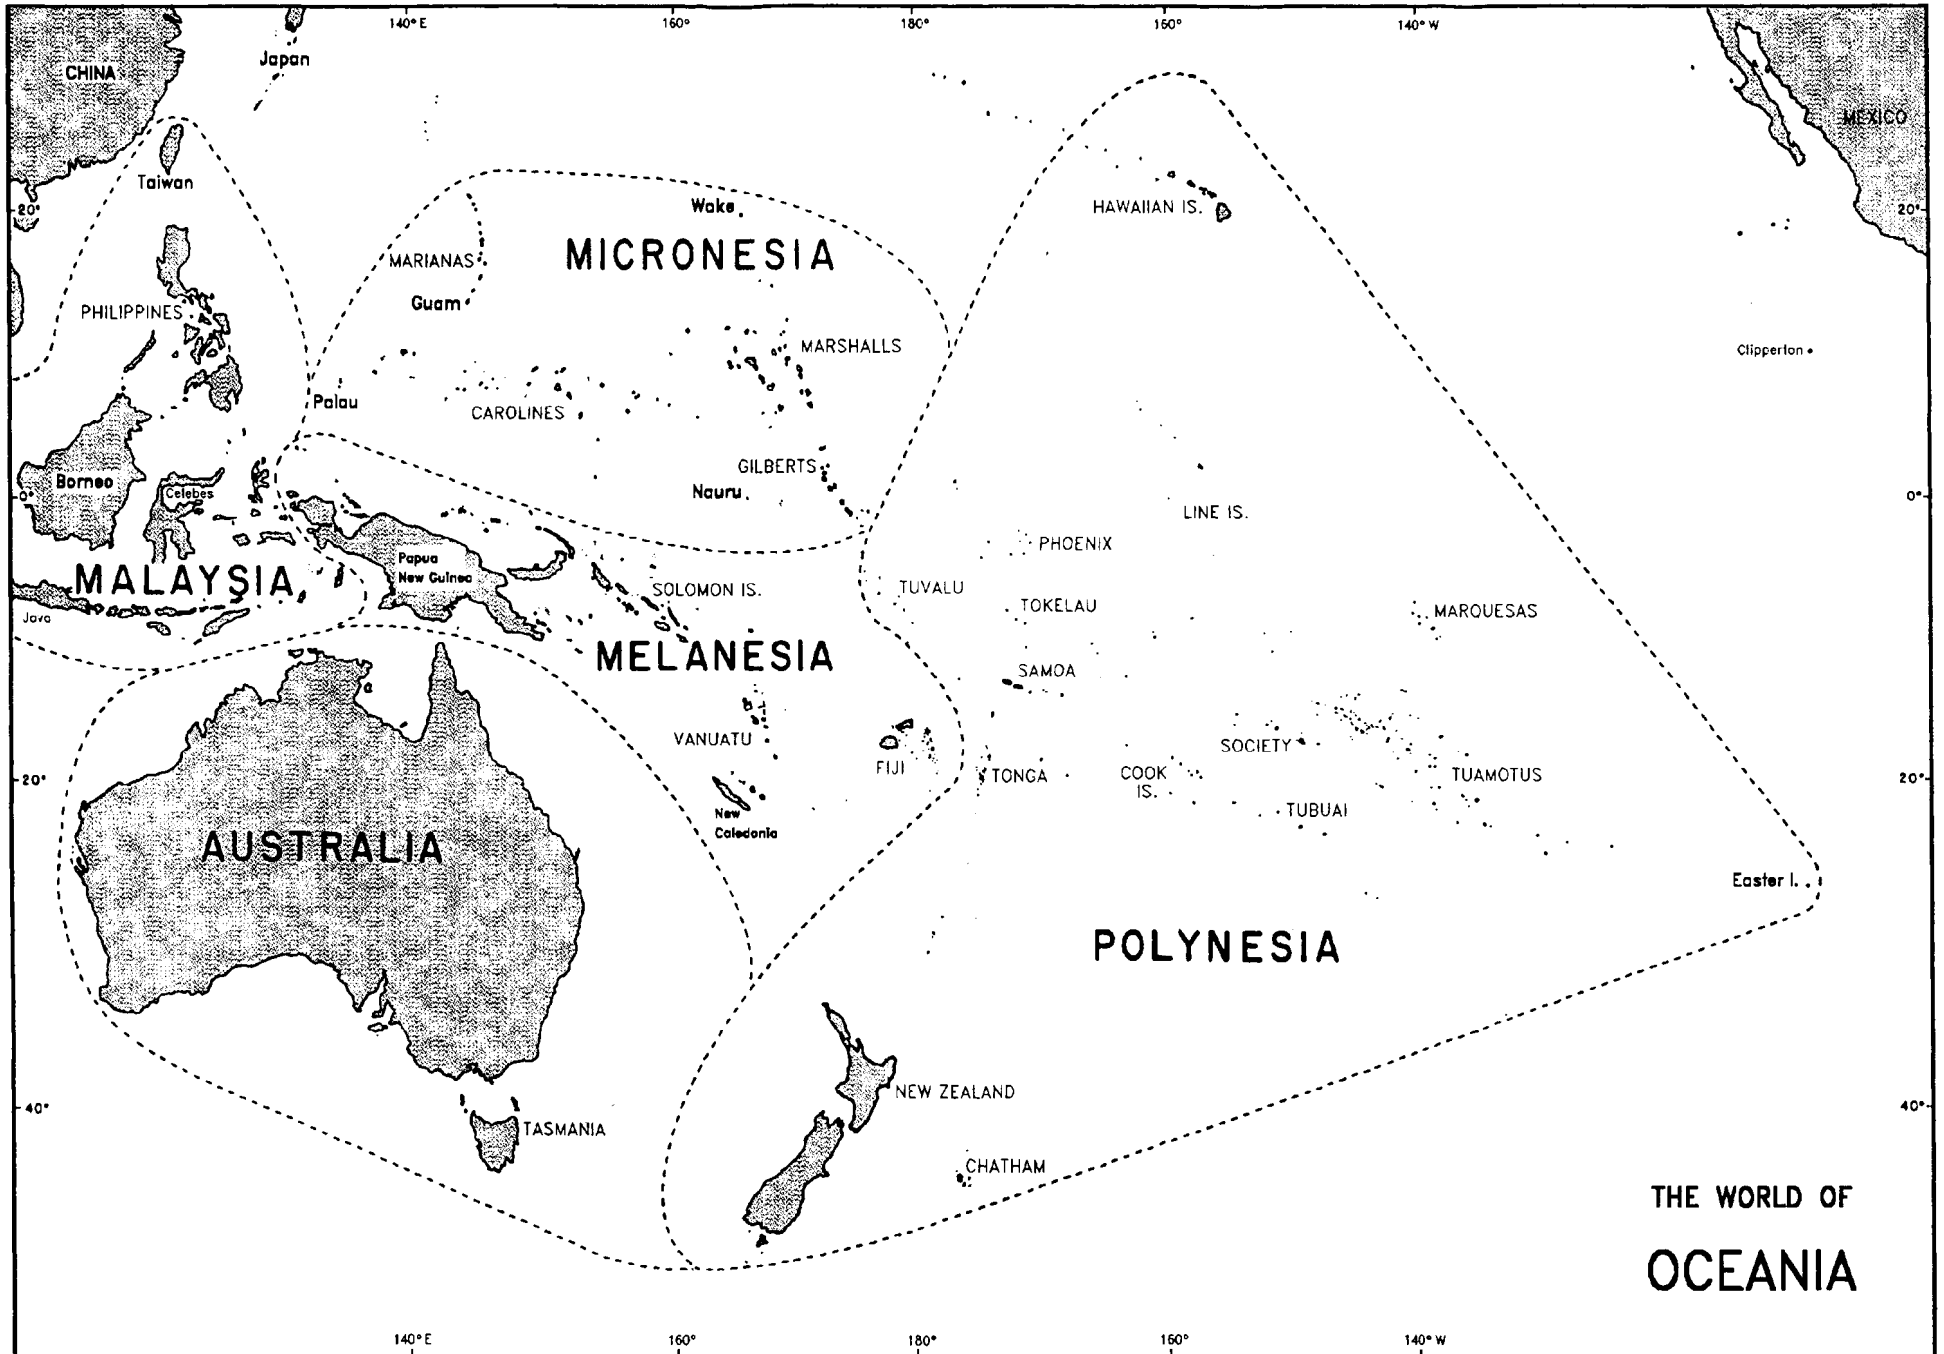 140° E
160°
180°
160°
140° W
Japan
CHINA
MEXICO
Taiwan
20°
Wake
HAWAIIAN IS.
20°
MICRONESIA
MARIANAS
Guam
PHILIPPINES
MARSHALLS
Clipperton
Palau
CAROLINES
GILBERTS
Borneo
Celebes
Nauru
0°
0°
LINE IS.
PHOENIX
Papua
New Guinea
MALAYSIA
SOLOMON IS.
TUVALU
TOKELAU
MARQUESAS
Java
MELANESIA
SAMOA
VANUATU
SOCIETY
FIJI
TONGA
COOK
IS.
TUAMOTUS
20°
20°
New
Caledonia
TUBUAI
AUSTRALIA
Easter I.
POLYNESIA
NEW ZEALAND
40°
40°
TASMANIA
CHATHAM
THE WORLD OF
OCEANIA
140° E
160°
180°
160°
140° W